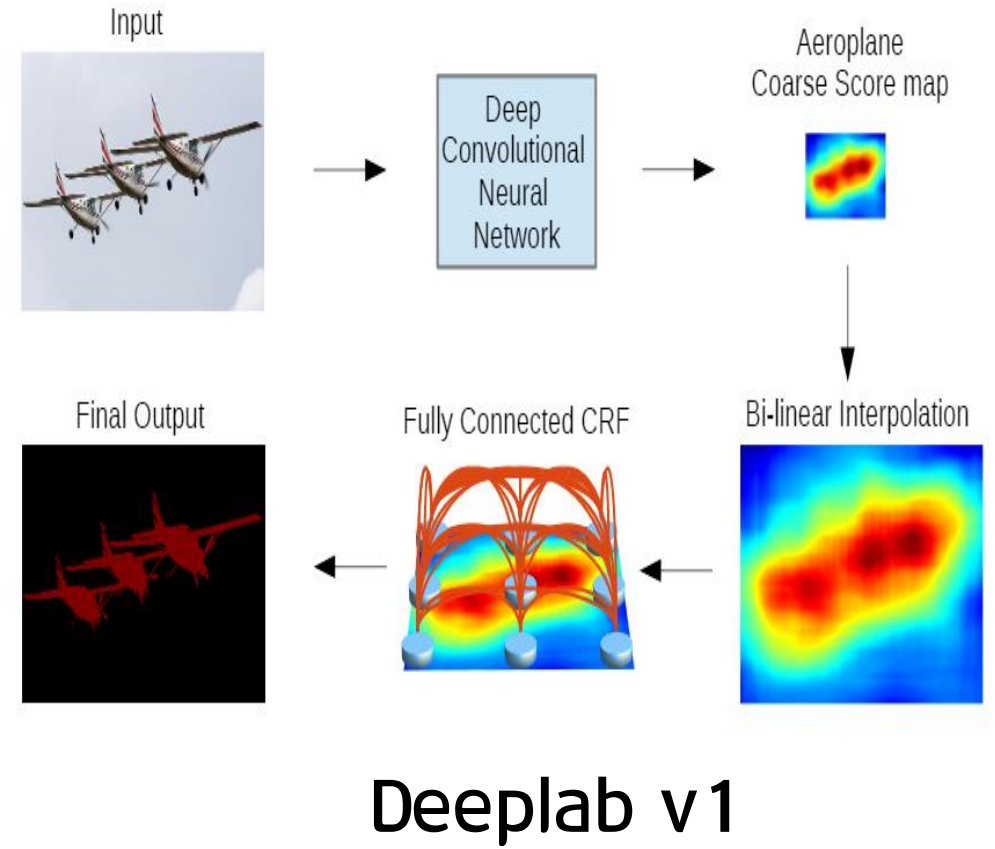 Input
Deep
Convolutional
Neural
Network
Aeroplane
Coarse Score map
Final Output
Fully Connected CRF
Bi-linear Interpolation
Deeplab v1